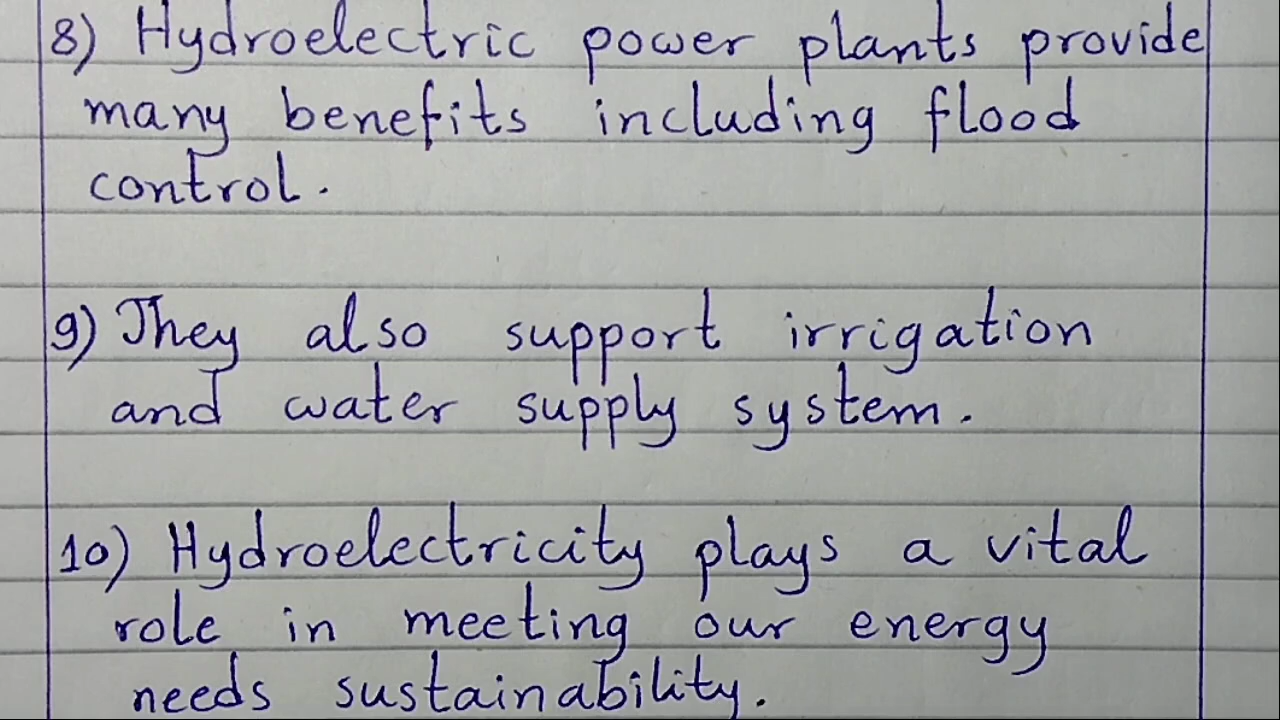 8) Hydroelectric power plants provide
many benefits including flood
control.
9) They also support irrigation
and water supply system.
10) Hydroelectricity plays a vital
role in meeting our energy
needs sustainability.